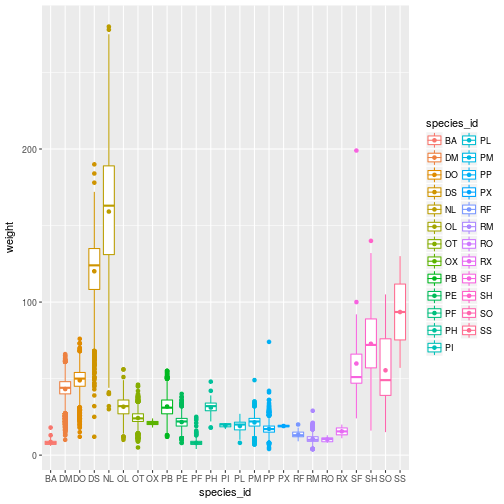 weight
200
100
0
BA DM DO DS NL OL OT OX PB PE PF PH PI PL PM PP PX RF RM RO RX SF SH SO SS
species_id
species_id
BA PL
DM PM
DO PP
DS PX
NL RF
OL RM
OT RO
OX RX
PB SF
PE SH
PF SO
PH SS
PI